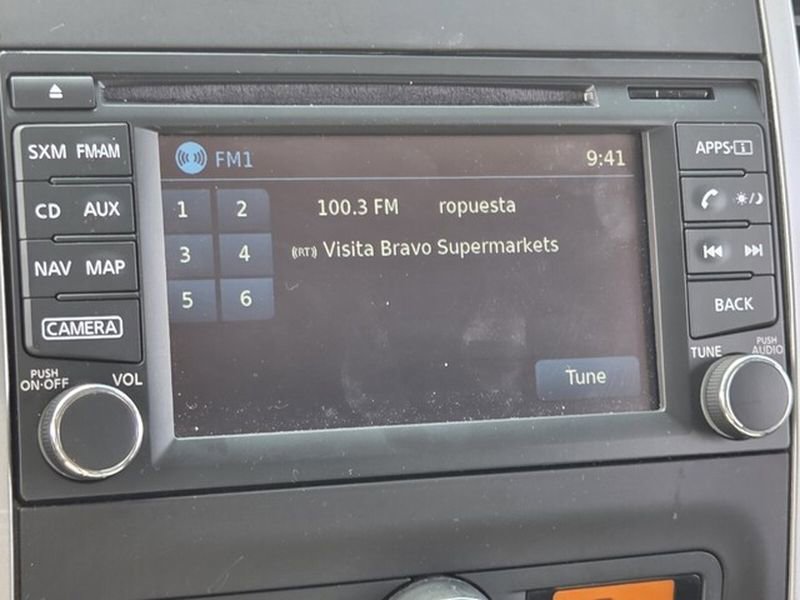 SXM FM·AM
CD AUX
NAV MAP
CAMERA
PUSH
ON·OFF
VOL
FM1 9:41
1 2 100.3 FM ropuesta
3 4 ((RT)) Visita Bravo Supermarkets
5 6
Tune
APPS·i
BACK
TUNE
PUSH
AUDIO